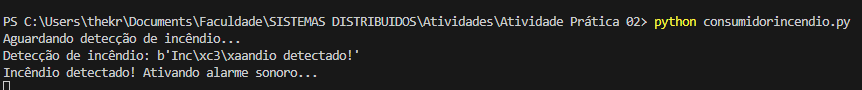 PS C:\Users\thekr\Documents\Faculdade\SISTEMAS DISTRIBUIDOS\Atividades\Atividade Prática 02> python consumidorincendio.py
Aguardando detecção de incêndio...
Detecção de incêndio: b'Inc\xc3\xaandio detectado!'
Incêndio detectado! Ativando alarme sonoro...